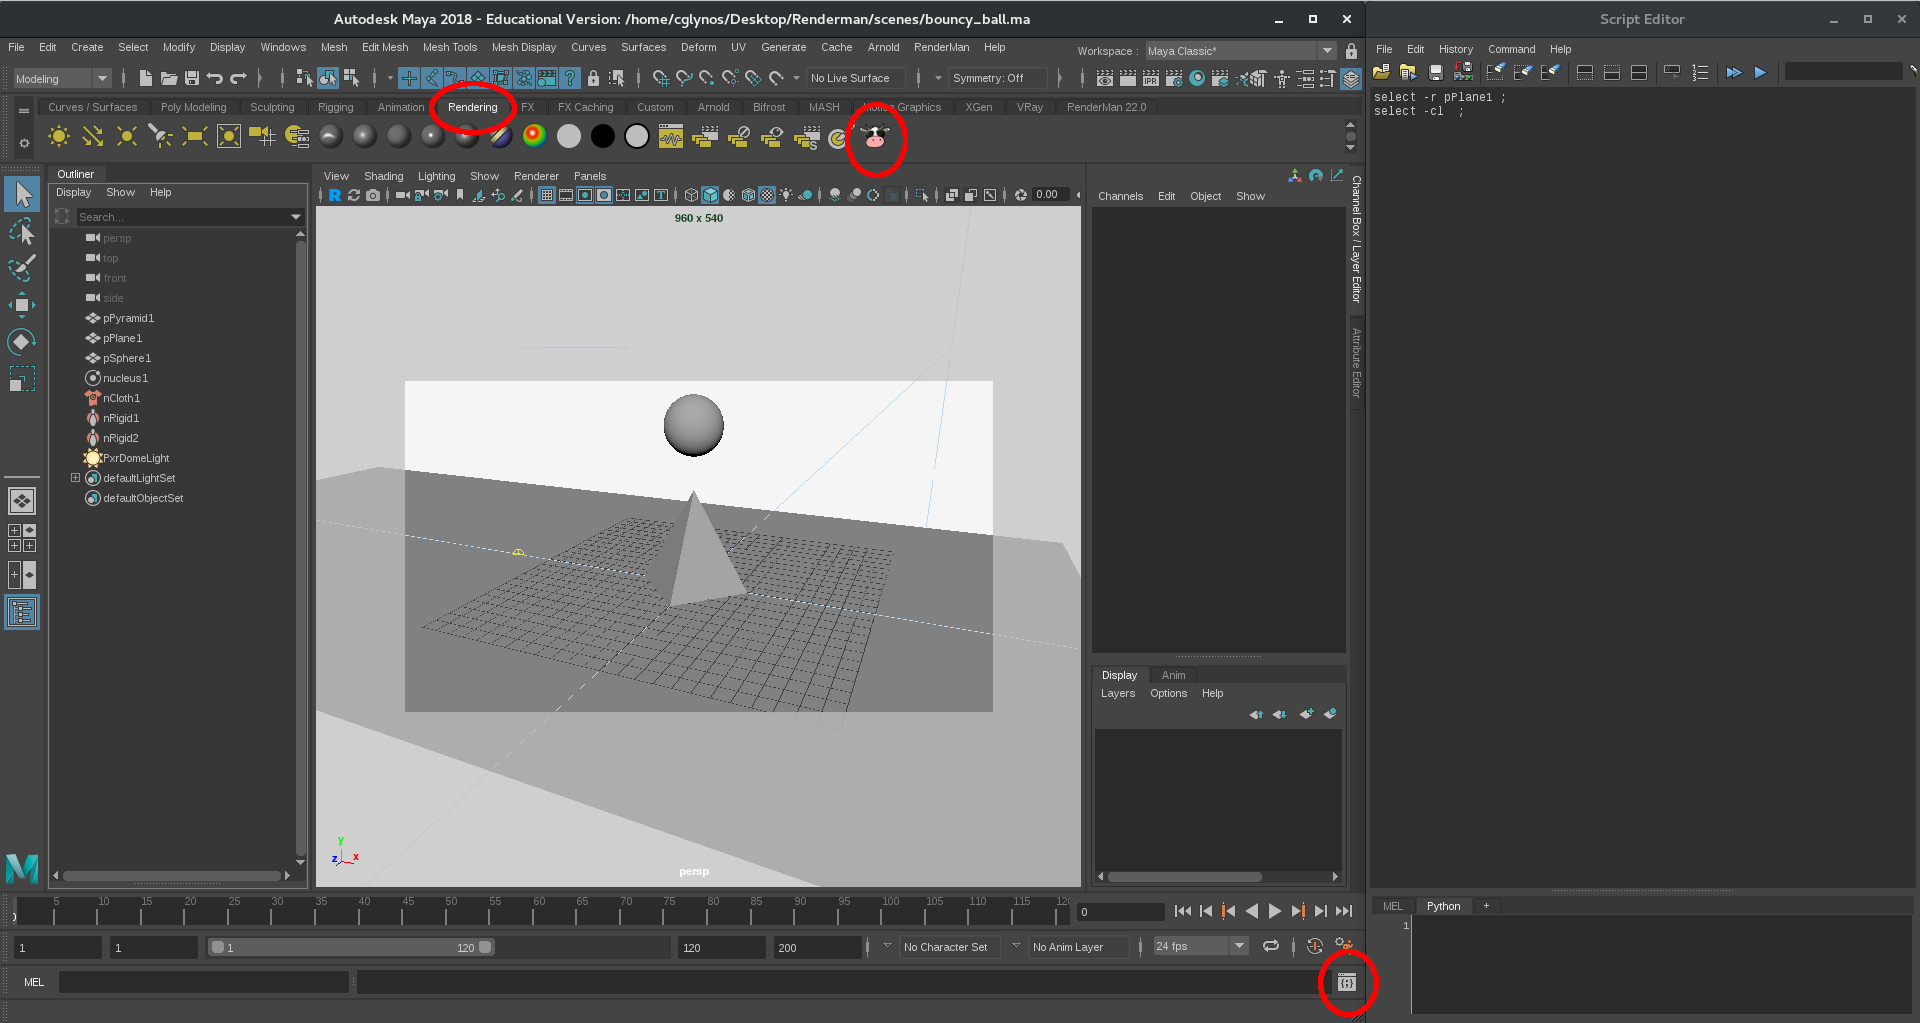 Autodesk Maya 2018 - Educational Version: /home/cglynos/Desktop/Renderman/scenes/bouncy_ball.ma
Script Editor
File Edit Create Select Modify Display Windows Mesh Edit Mesh Mesh Tools Mesh Display Curves Surfaces Deform UV Generate Cache Arnold RenderMan Help
Workspace : Maya Classic*
File Edit History Command Help
Modeling
No Live Surface
Symmetry: Off
IPR
Curves / Surfaces Poly Modeling Sculpting Rigging Animation Rendering FX FX Caching Custom Arnold Bifrost MASH Motion Graphics XGen VRay RenderMan 22.0
select -r pPlane1 ;
select -cl  ;
Outliner
Display Show Help
Search...
persp
top
front
side
pPyramid1
pPlane1
pSphere1
nucleus1
nCloth1
nRigid1
nRigid2
PxrDomeLight
defaultLightSet
defaultObjectSet
View Shading Lighting Show Renderer Panels
R
0.00
960 x 540
y
z x
persp
Channels Edit Object Show
Channel Box / Layer Editor
Attribute Editor
Display Anim
Layers Options Help
5 10 15 20 25 30 35 40 45 50 55 60 65 70 75 80 85 90 95 100 105 110 115 120
0
0
1 1 1 120 120 200 No Character Set No Anim Layer 24 fps
MEL
MEL Python +
1